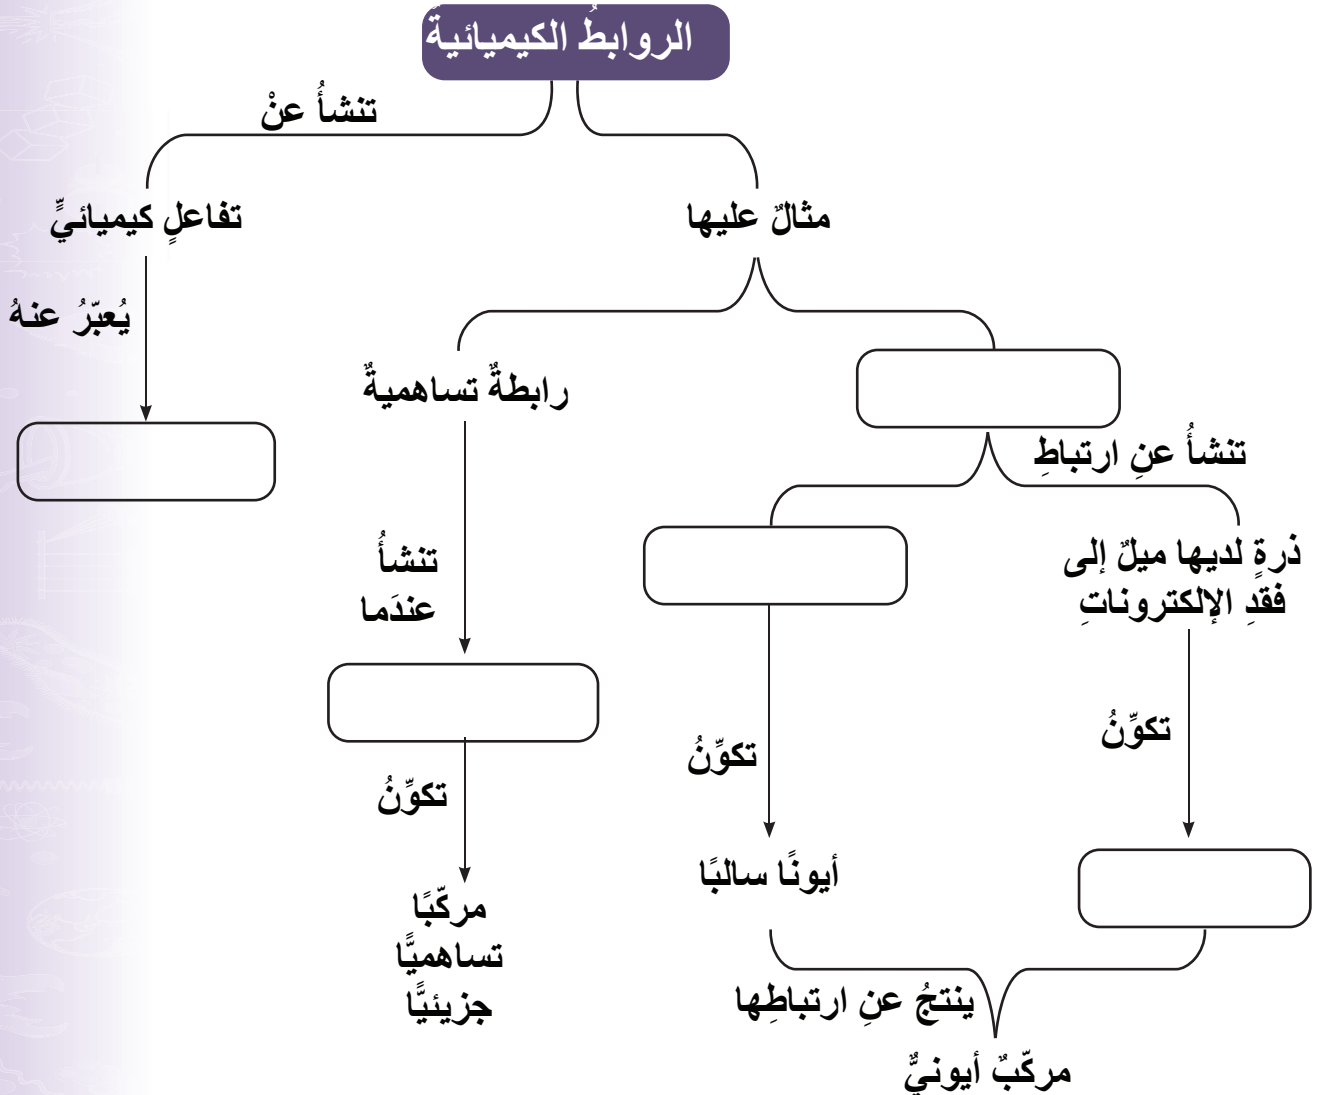 الروابطُ الكيميائيةُ
تنشأُ عنْ
مثالٌ عليها
تفاعلٍ كيميائيٍّ
يُعبّرُ عنهُ
رابطةٌ تساهميةٌ
تنشأُ عنِ ارتباطِ
ذرةٍ لديها ميلٌ إلى
فقدِ الإلكتروناتِ
تنشأُ
عندَما
تكوِّنُ
تكوِّنُ
تكوِّنُ
أيونًا سالبًا
مركّبًا
تساهميًّا
جزيئيًّا
ينتجُ عنِ ارتباطِها
مركّبٌ أيونيٌّ